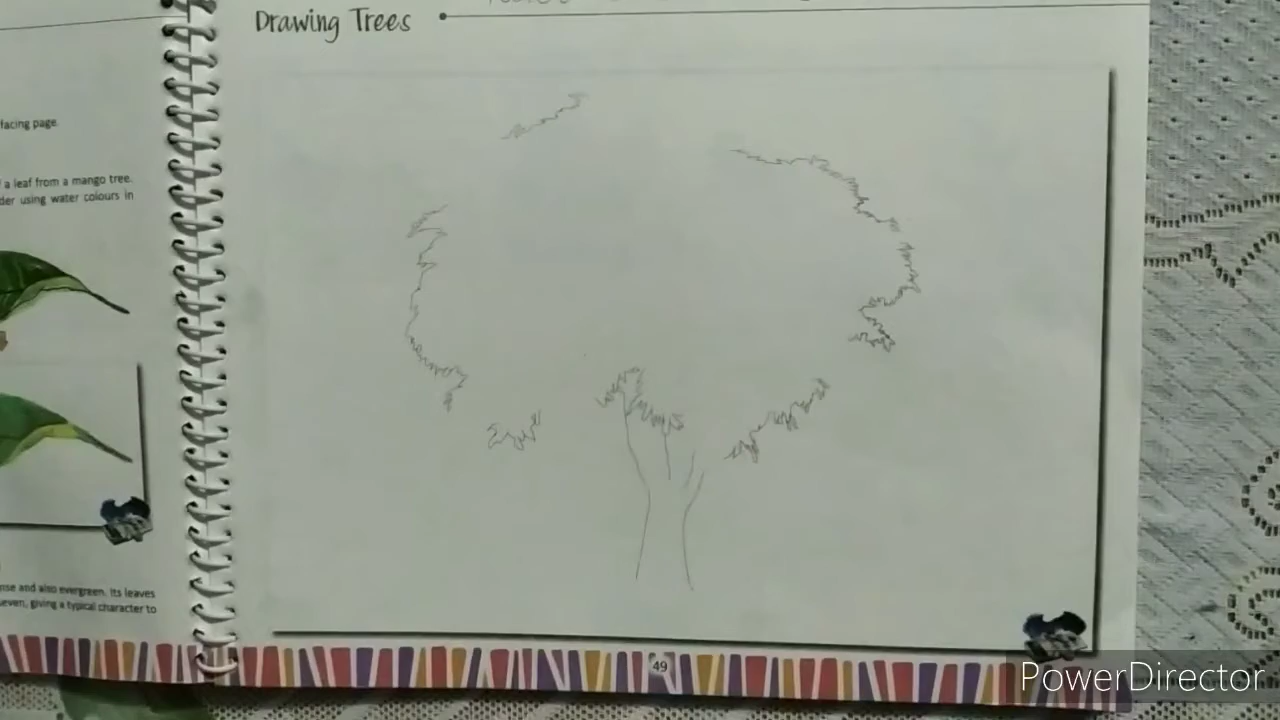 facing page.
a leaf from a mango tree.
der using water colours in
nse and also evergreen. Its leaves
even, giving a typical character to
Drawing Trees
49
PowerDirector